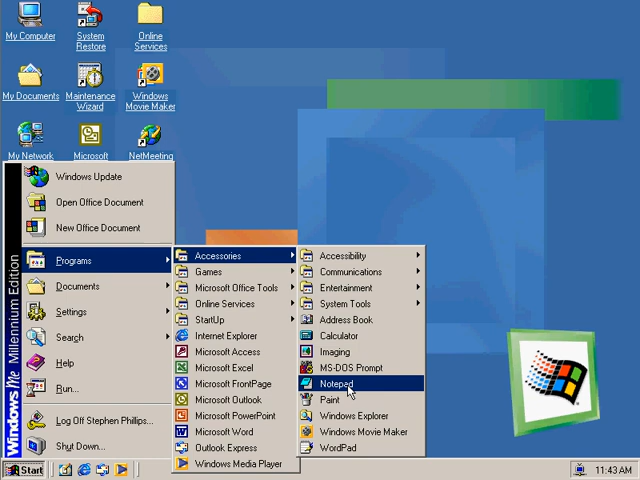 My Computer
System Restore
Online Services
My Documents
Maintenance Wizard
Windows Movie Maker
My Network
Microsoft
NetMeeting
Windows Me Millennium Edition
Windows Update
Open Office Document
New Office Document
Programs
Documents
Settings
Search
Help
Run...
Log Off Stephen Phillips...
Shut Down...
Accessories
Games
Microsoft Office Tools
Online Services
StartUp
Internet Explorer
Microsoft Access
Microsoft Excel
Microsoft FrontPage
Microsoft Outlook
Microsoft PowerPoint
Microsoft Word
Outlook Express
Windows Media Player
Accessibility
Communications
Entertainment
System Tools
Address Book
Calculator
Imaging
MS-DOS Prompt
Notepad
Paint
Windows Explorer
Windows Movie Maker
WordPad
Start
11:43 AM